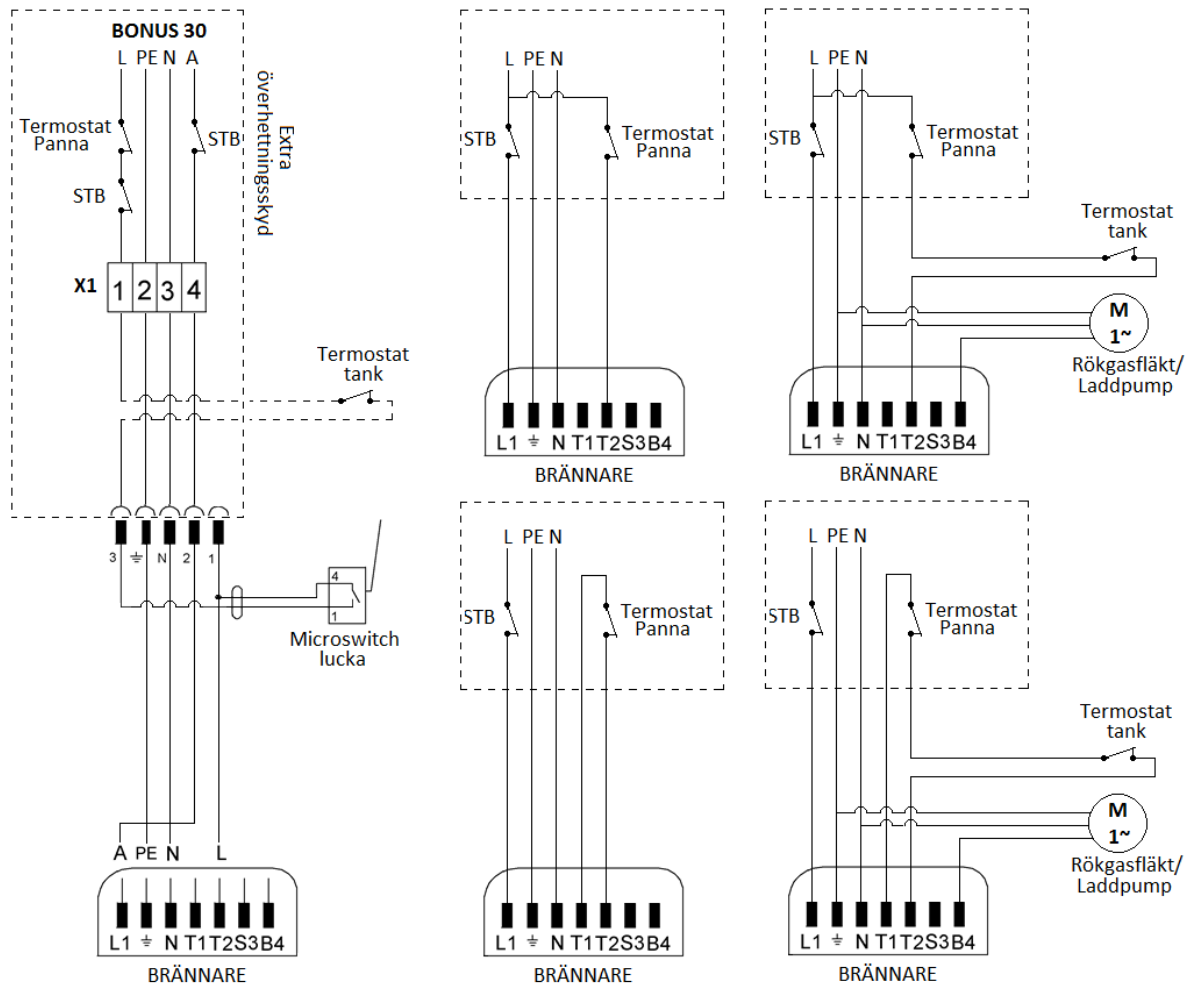 BONUS 30
L PE N A
Termostat
Panna
STB
STB
Extra
överhettningsskyd
X1 1 2 3 4
Termostat
tank
3 ⏚ N 2 1
4
1
Microswitch
lucka
A PE N L
L1 ⏚ N T1 T2 S3 B4
BRÄNNARE
L PE N
STB
Termostat
Panna
L1 ⏚ N T1 T2 S3 B4
BRÄNNARE
L PE N
STB
Termostat
Panna
Termostat
tank
M
1~
Rökgasfläkt/
Laddpump
L1 ⏚ N T1 T2 S3 B4
BRÄNNARE
L PE N
STB
Termostat
Panna
L1 ⏚ N T1 T2 S3 B4
BRÄNNARE
L PE N
STB
Termostat
Panna
Termostat
tank
M
1~
Rökgasfläkt/
Laddpump
L1 ⏚ N T1 T2 S3 B4
BRÄNNARE